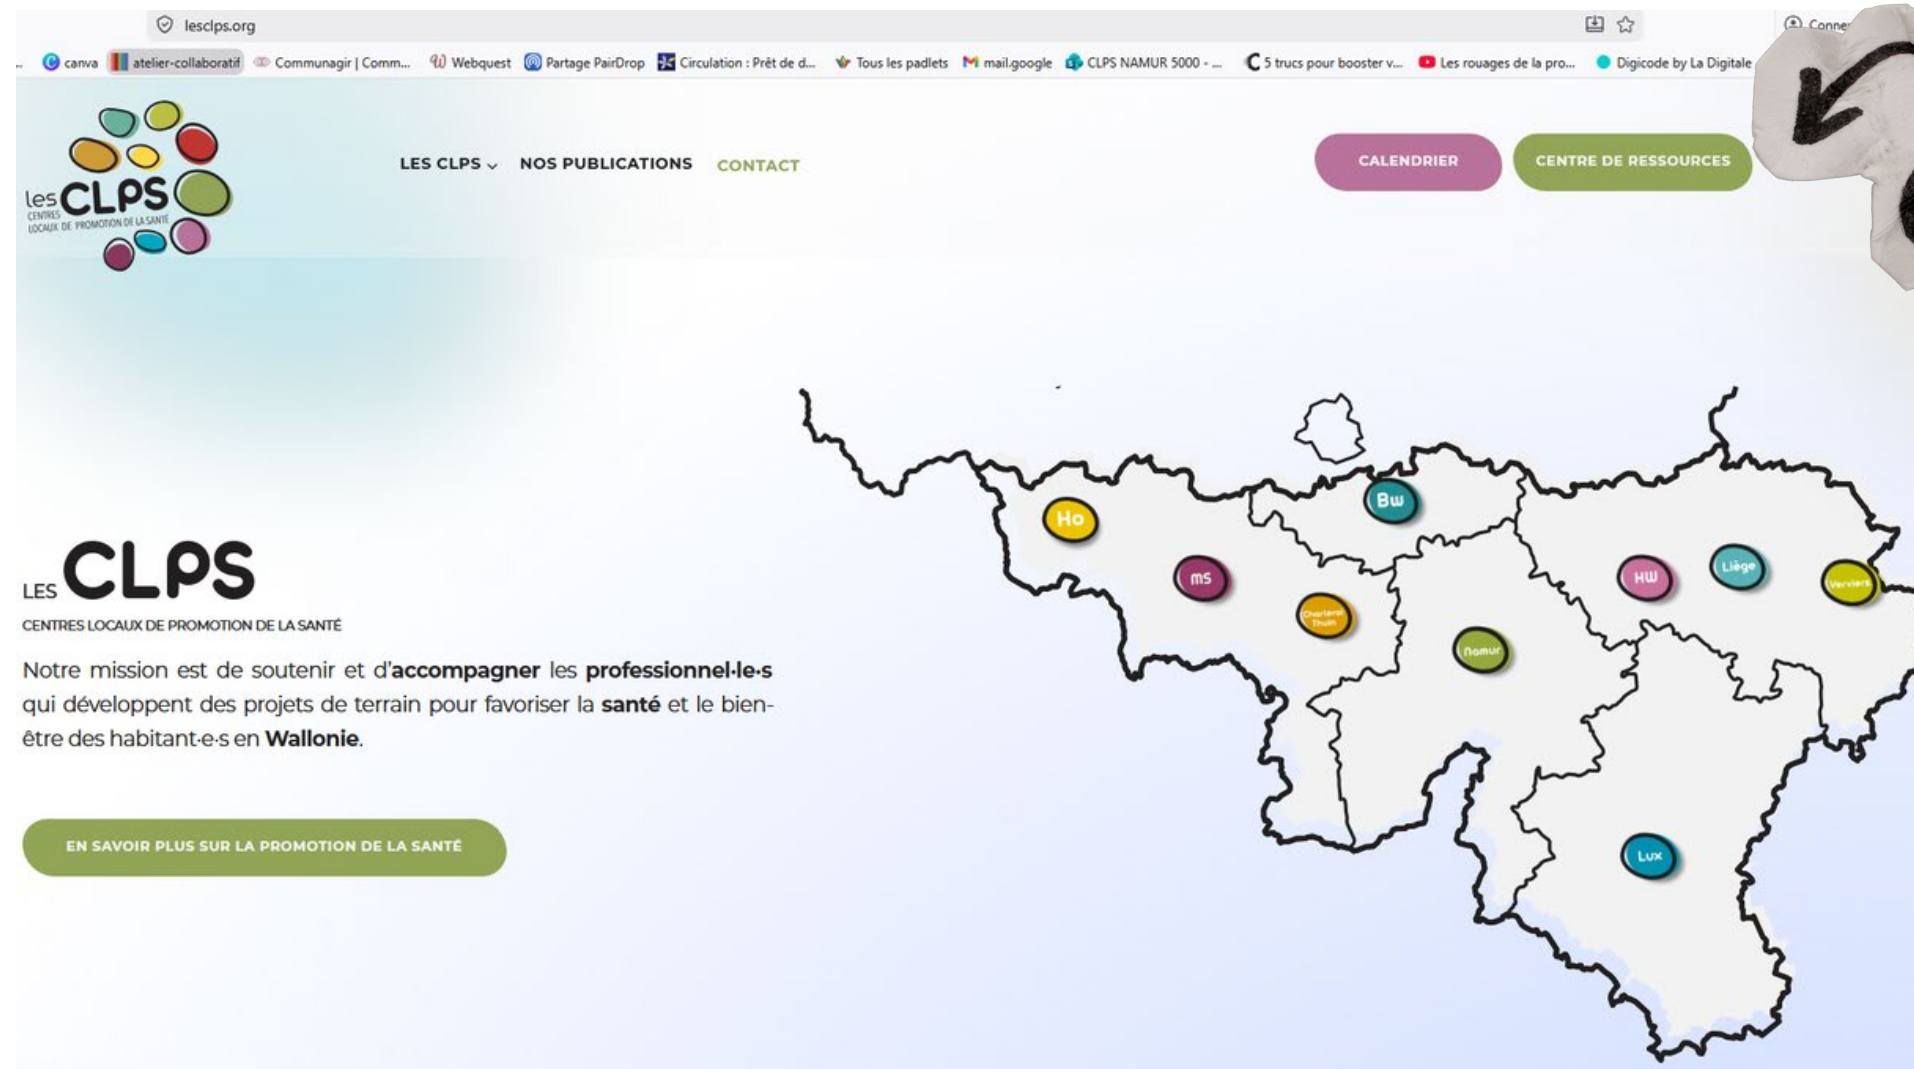 lesclps.org
Conne
canva
atelier-collaboratif
Communagir | Comm...
Webquest
Partage PairDrop
Circulation : Prêt de d...
Tous les padlets
mail.google
CLPS NAMUR 5000 - ...
5 trucs pour booster v...
Les rouages de la pro...
Digicode by La Digitale
les CLPS
CENTRES
LOCAUX DE PROMOTION DE LA SANTÉ
LES CLPS
NOS PUBLICATIONS
CONTACT
CALENDRIER
CENTRE DE RESSOURCES
LES CLPS
CENTRES LOCAUX DE PROMOTION DE LA SANTÉ
Notre mission est de soutenir et d'accompagner les professionnel·le·s
qui développent des projets de terrain pour favoriser la santé et le bien-
être des habitant·e·s en Wallonie.
EN SAVOIR PLUS SUR LA PROMOTION DE LA SANTÉ
Ho
Bw
ms
Charleroi
Thuin
Namur
HW
Liège
Verviers
Lux